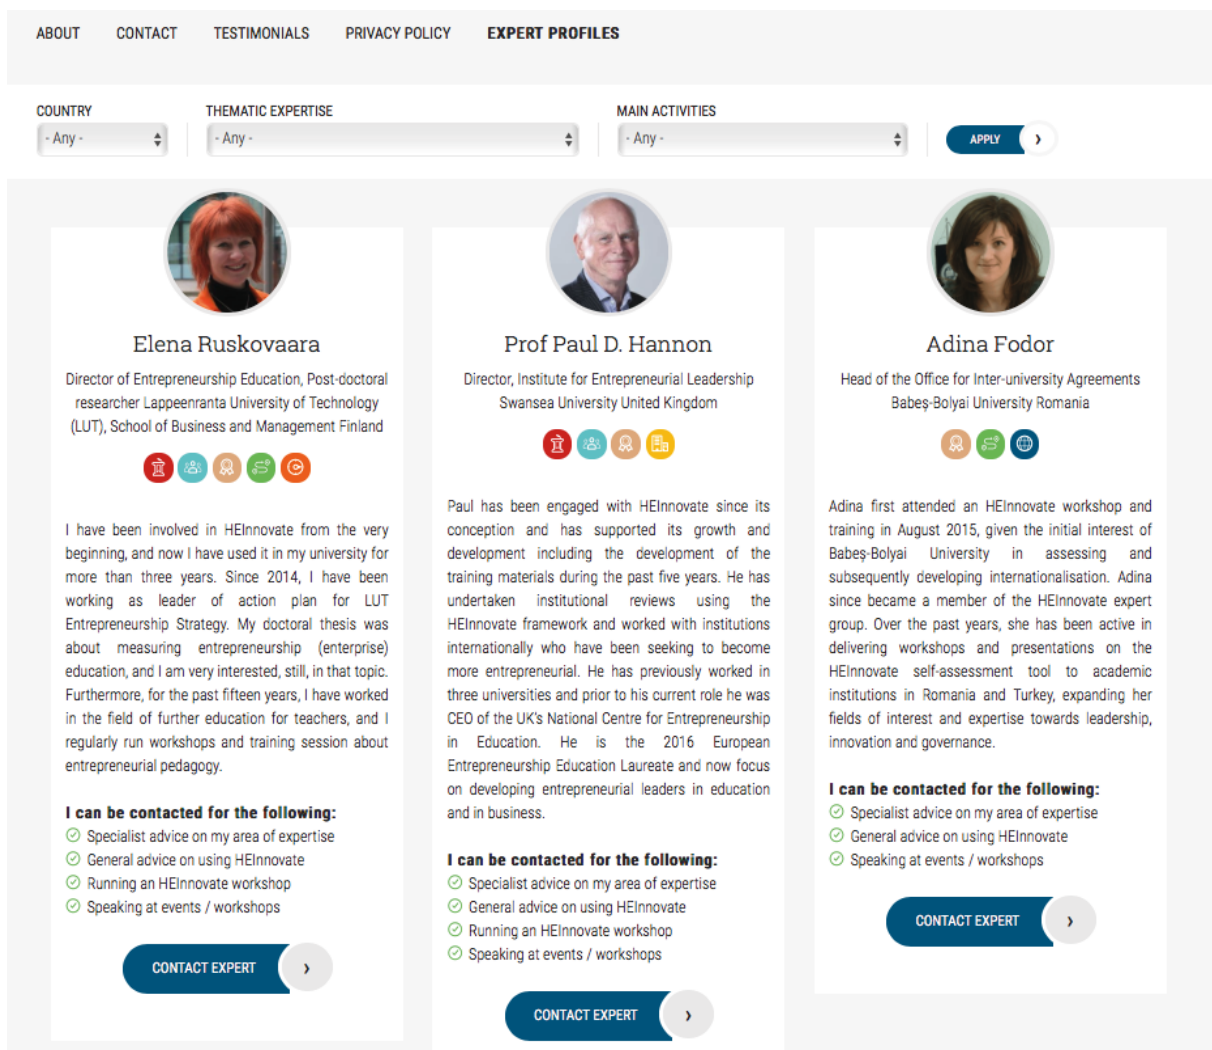 ABOUT CONTACT TESTIMONIALS PRIVACY POLICY EXPERT PROFILES
COUNTRY THEMATIC EXPERTISE MAIN ACTIVITIES
- Any - - Any - - Any - APPLY
Elena Ruskovaara
Director of Entrepreneurship Education, Post-doctoral
researcher Lappeenranta University of Technology
(LUT), School of Business and Management Finland
I have been involved in HEInnovate from the very
beginning, and now I have used it in my university for
more than three years. Since 2014, I have been
working as leader of action plan for LUT
Entrepreneurship Strategy. My doctoral thesis was
about measuring entrepreneurship (enterprise)
education, and I am very interested, still, in that topic.
Furthermore, for the past fifteen years, I have worked
in the field of further education for teachers, and I
regularly run workshops and training session about
entrepreneurial pedagogy.
I can be contacted for the following:
Specialist advice on my area of expertise
General advice on using HEInnovate
Running an HEInnovate workshop
Speaking at events / workshops
CONTACT EXPERT
Prof Paul D. Hannon
Director, Institute for Entrepreneurial Leadership
Swansea University United Kingdom
Paul has been engaged with HEInnovate since its
conception and has supported its growth and
development including the development of the
training materials during the past five years. He has
undertaken institutional reviews using the
HEInnovate framework and worked with institutions
internationally who have been seeking to become
more entrepreneurial. He has previously worked in
three universities and prior to his current role he was
CEO of the UK's National Centre for Entrepreneurship
in Education. He is the 2016 European
Entrepreneurship Education Laureate and now focus
on developing entrepreneurial leaders in education
and in business.
I can be contacted for the following:
Specialist advice on my area of expertise
General advice on using HEInnovate
Running an HEInnovate workshop
Speaking at events / workshops
CONTACT EXPERT
Adina Fodor
Head of the Office for Inter-university Agreements
Babeș-Bolyai University Romania
Adina first attended an HEInnovate workshop and
training in August 2015, given the initial interest of
Babeș-Bolyai University in assessing and
subsequently developing internationalisation. Adina
since became a member of the HEInnovate expert
group. Over the past years, she has been active in
delivering workshops and presentations on the
HEInnovate self-assessment tool to academic
institutions in Romania and Turkey, expanding her
fields of interest and expertise towards leadership,
innovation and governance.
I can be contacted for the following:
Specialist advice on my area of expertise
General advice on using HEInnovate
Speaking at events / workshops
CONTACT EXPERT